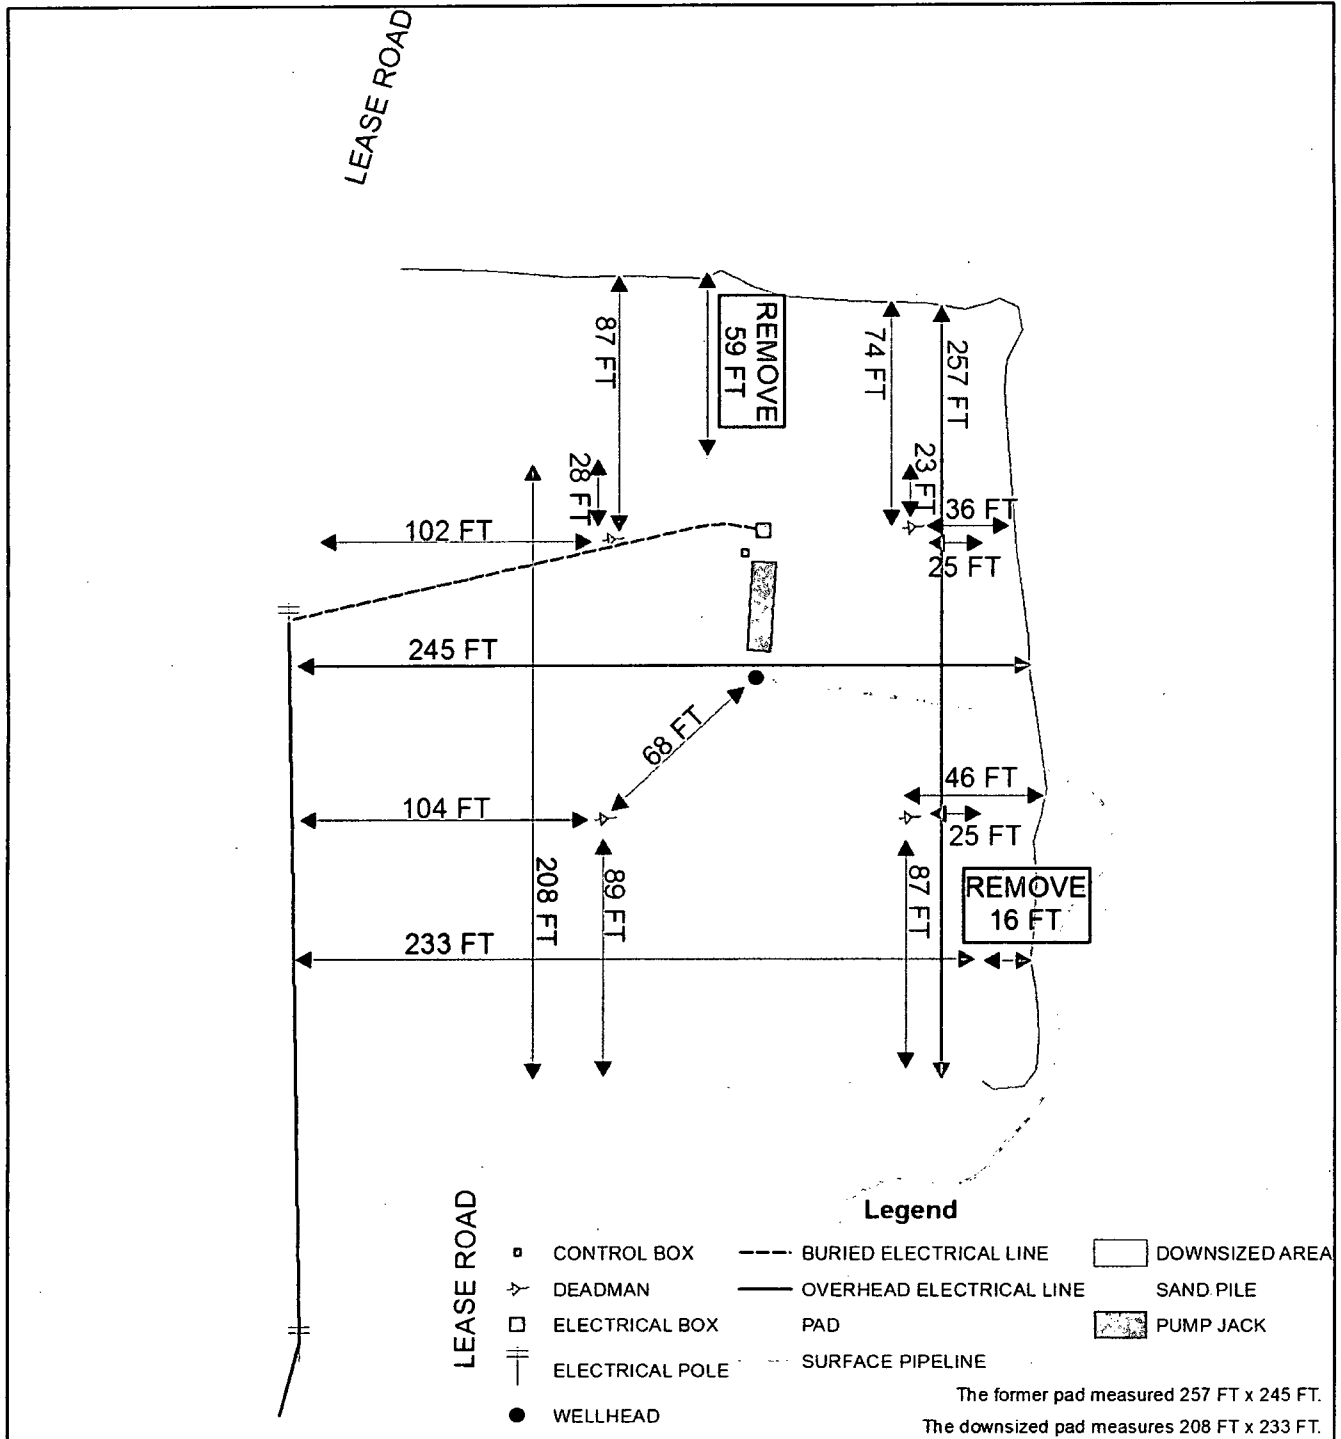 LEASE ROAD
87 FT
REMOVE
59 FT
74 FT
257 FT
28 FT
23 FT
36 FT
102 FT
25 FT
245 FT
68 FT
46 FT
104 FT
25 FT
208 FT
89 FT
87 FT
REMOVE
16 FT
233 FT
LEASE ROAD
Legend
CONTROL BOX
BURIED ELECTRICAL LINE
DOWNSIZED AREA
DEADMAN
OVERHEAD ELECTRICAL LINE
SAND PILE
ELECTRICAL BOX
PAD
PUMP JACK
ELECTRICAL POLE
SURFACE PIPELINE
WELLHEAD
The former pad measured 257 FT x 245 FT.
The downsized pad measures 208 FT x 233 FT.